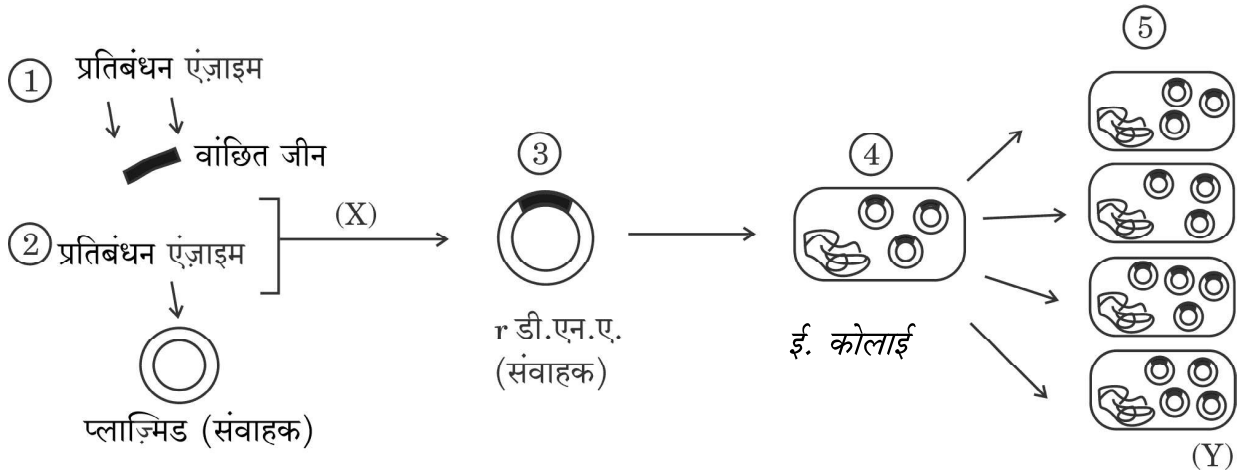 ① प्रतिबंधन एंज़ाइम
वांछित जीन
② प्रतिबंधन एंज़ाइम
प्लाज़्मिड (संवाहक)
(X)
③
r डी.एन.ए.
(संवाहक)
④
ई. कोलाई
⑤
(Y)